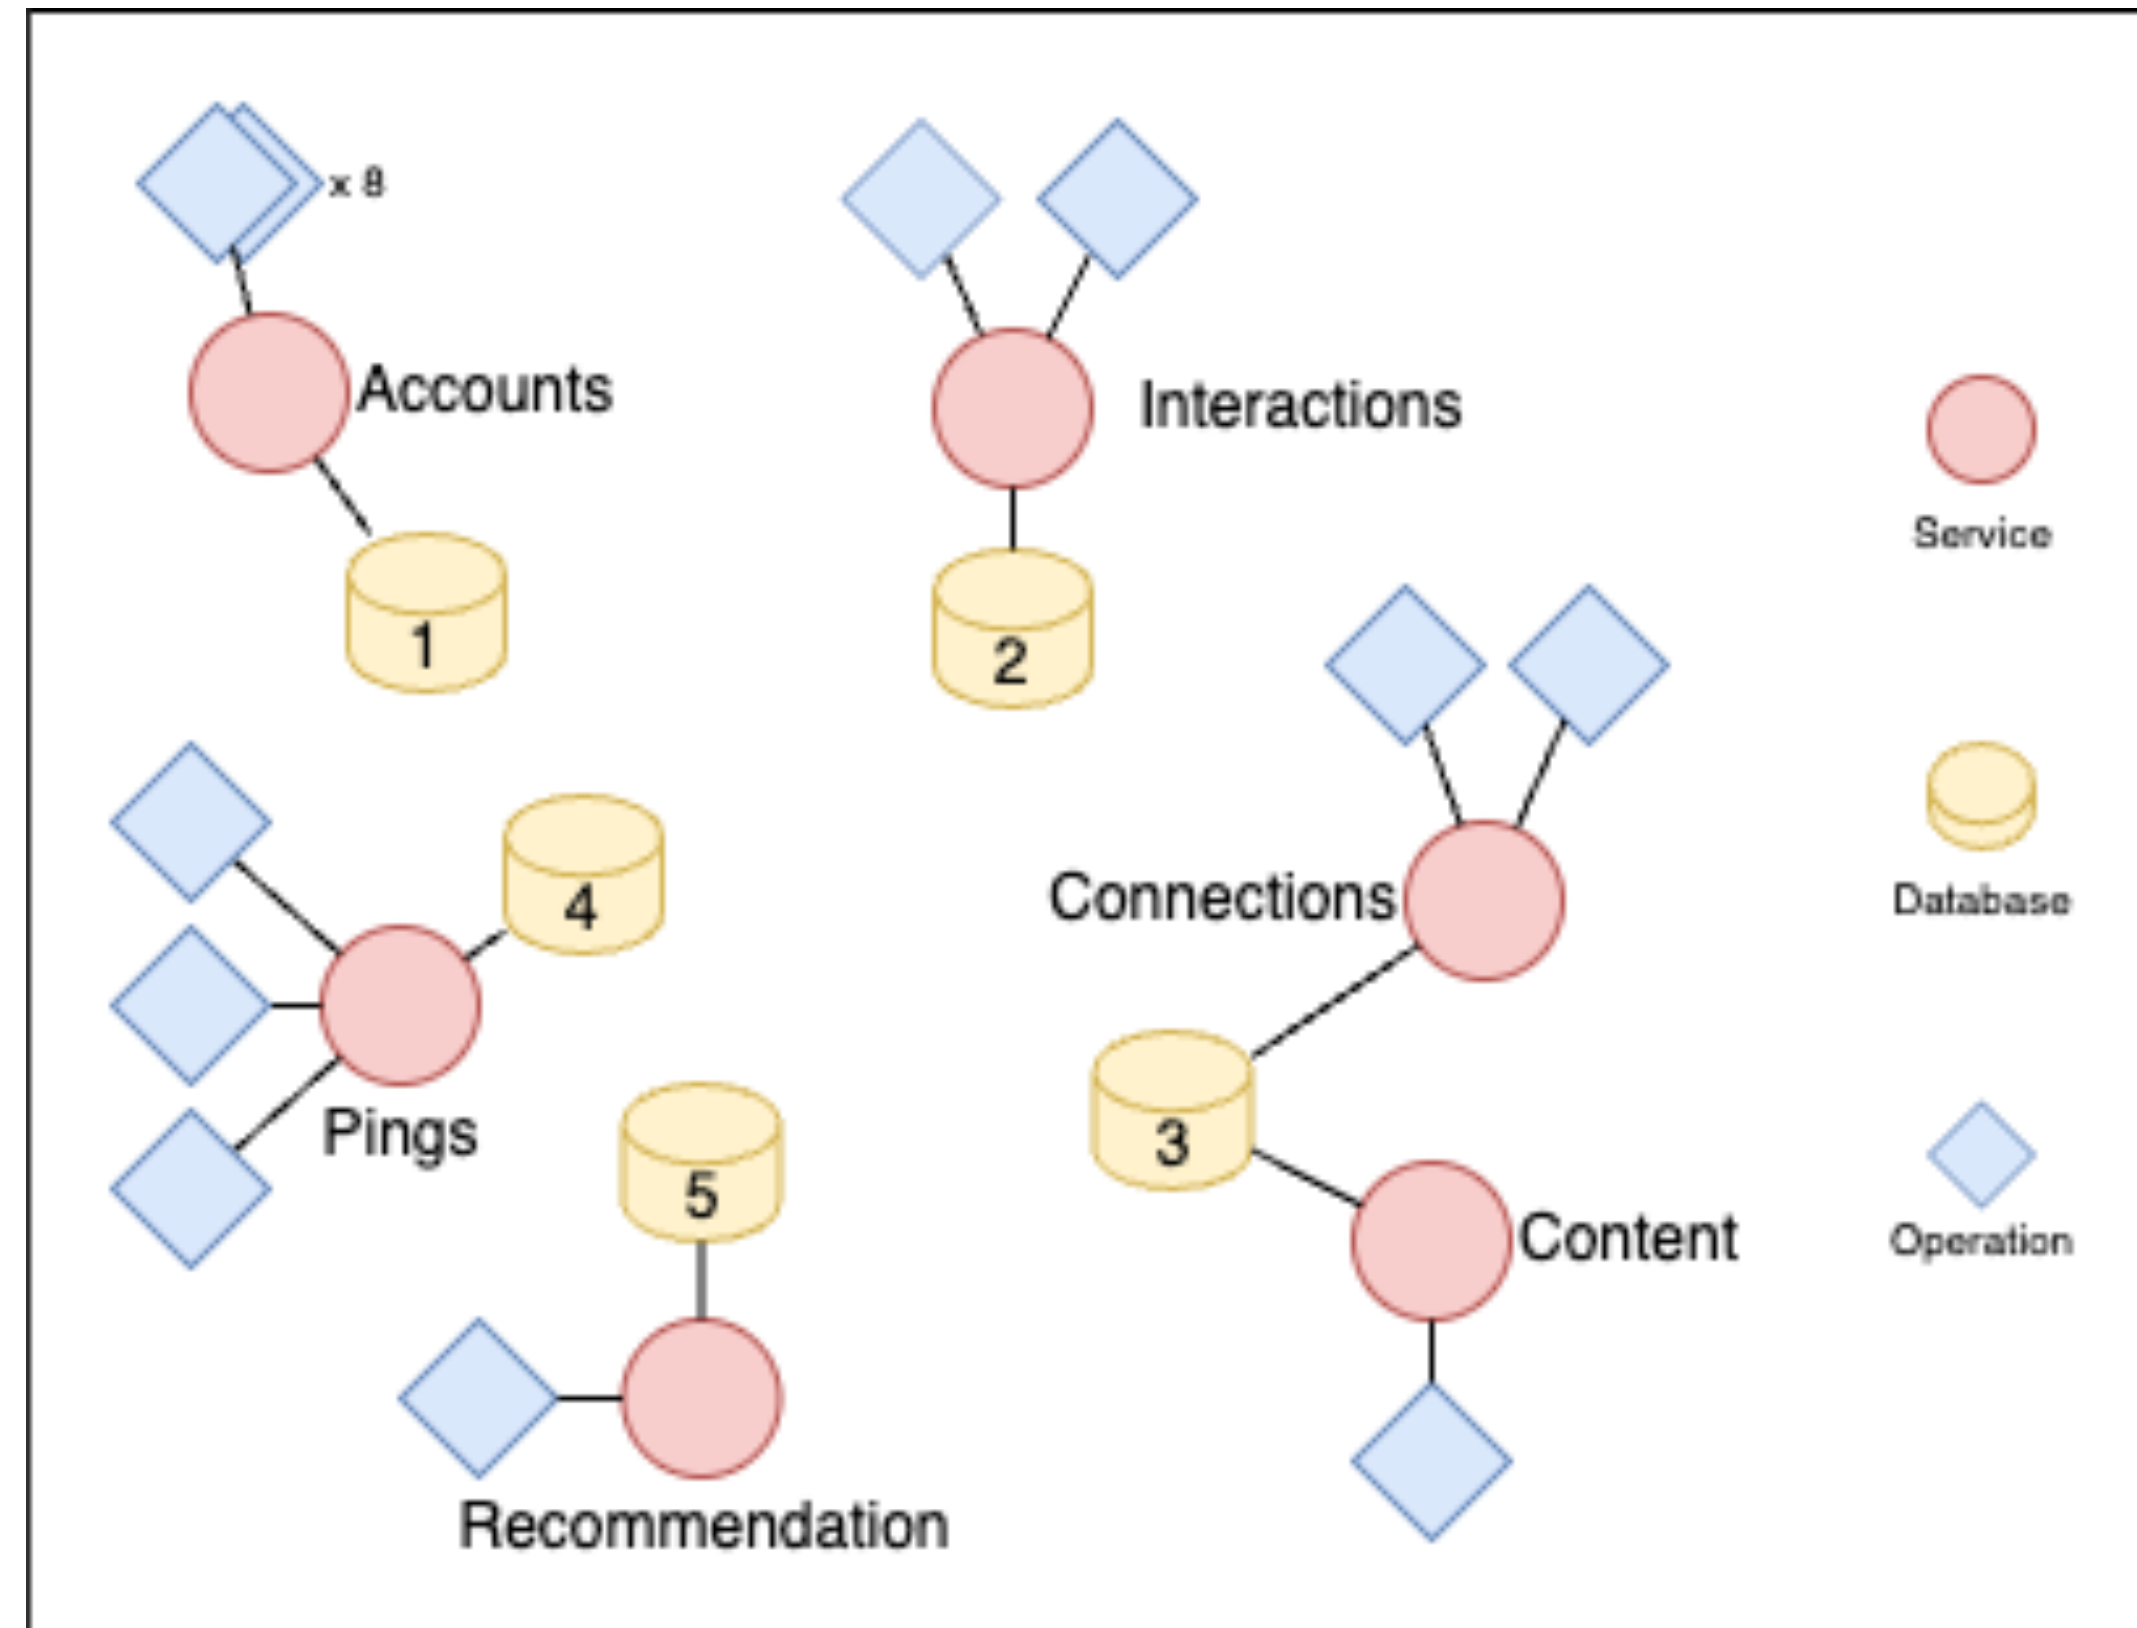 x 8
Accounts
Interactions
Service
1
2
Database
4
Connections
3
Pings
5
Content
Operation
Recommendation